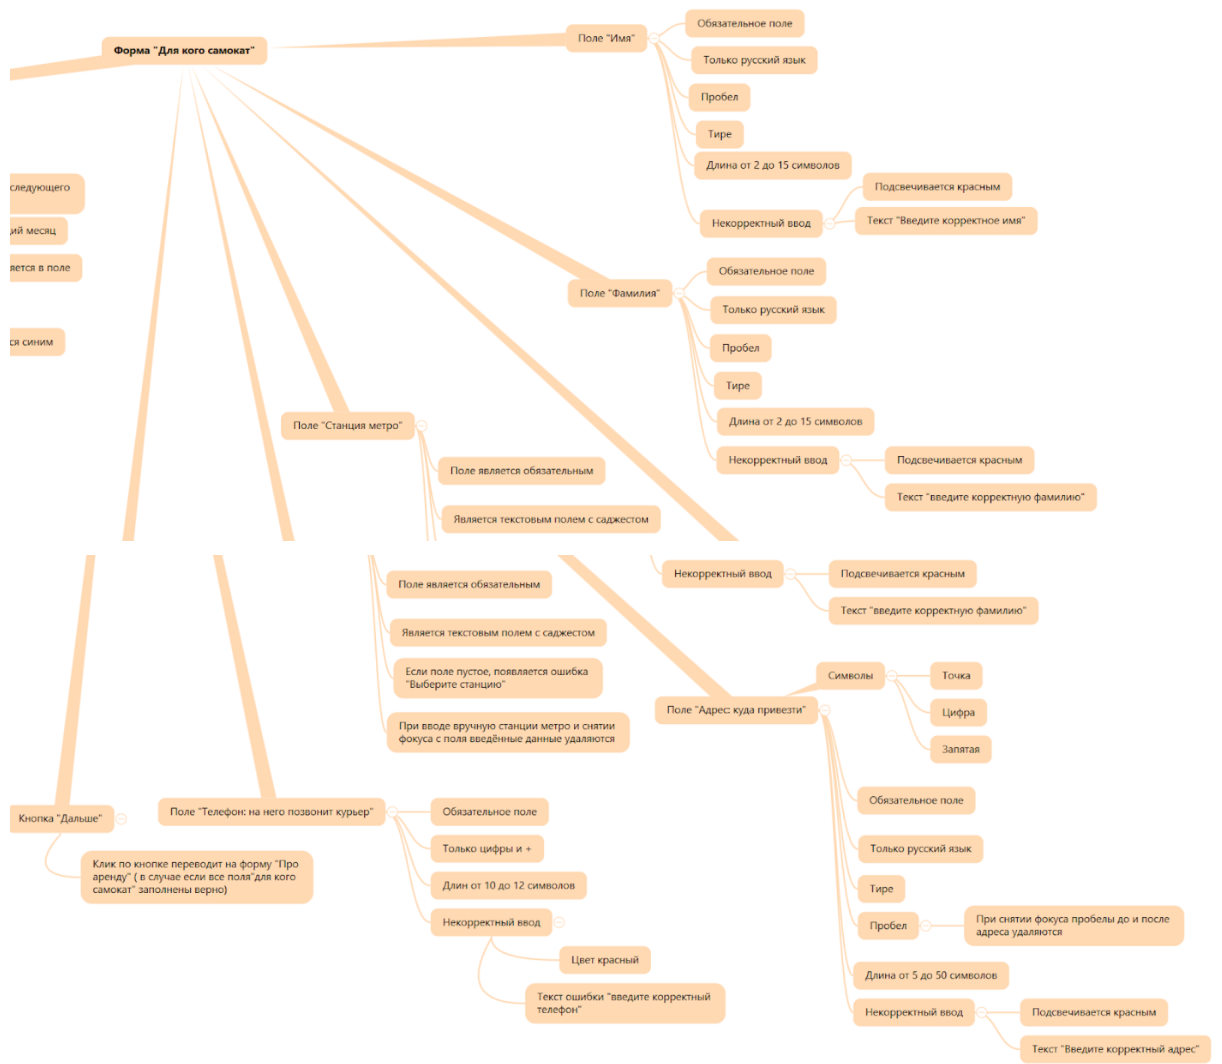 Форма "Для кого самокат"
Поле "Имя"
Обязательное поле
Только русский язык
Пробел
Тире
Длина от 2 до 15 символов
Некорректный ввод
Подсвечивается красным
Текст "Введите корректное имя"
следующего
ий месяц
яется в поле
ся синим
Поле "Фамилия"
Обязательное поле
Только русский язык
Пробел
Тире
Длина от 2 до 15 символов
Некорректный ввод
Подсвечивается красным
Текст "введите корректную фамилию"
Поле "Станция метро"
Поле является обязательным
Является текстовым полем с саджестом
Некорректный ввод
Подсвечивается красным
Текст "введите корректную фамилию"
Поле является обязательным
Является текстовым полем с саджестом
Если поле пустое, появляется ошибка
"Выберите станцию"
При вводе вручную станции метро и снятии
фокуса с поля введённые данные удаляются
Поле "Адрес: куда привезти"
Символы
Точка
Цифра
Запятая
Обязательное поле
Только русский язык
Тире
Пробел
При снятии фокуса пробелы до и после
адреса удаляются
Длина от 5 до 50 символов
Некорректный ввод
Подсвечивается красным
Текст "Введите корректный адрес"
Кнопка "Дальше"
Клик по кнопке переводит на форму "Про
аренду" ( в случае если все поля"для кого
самокат" заполнены верно)
Поле "Телефон: на него позвонит курьер"
Обязательное поле
Только цифры и +
Длин от 10 до 12 символов
Некорректный ввод
Цвет красный
Текст ошибки "введите корректный
телефон"